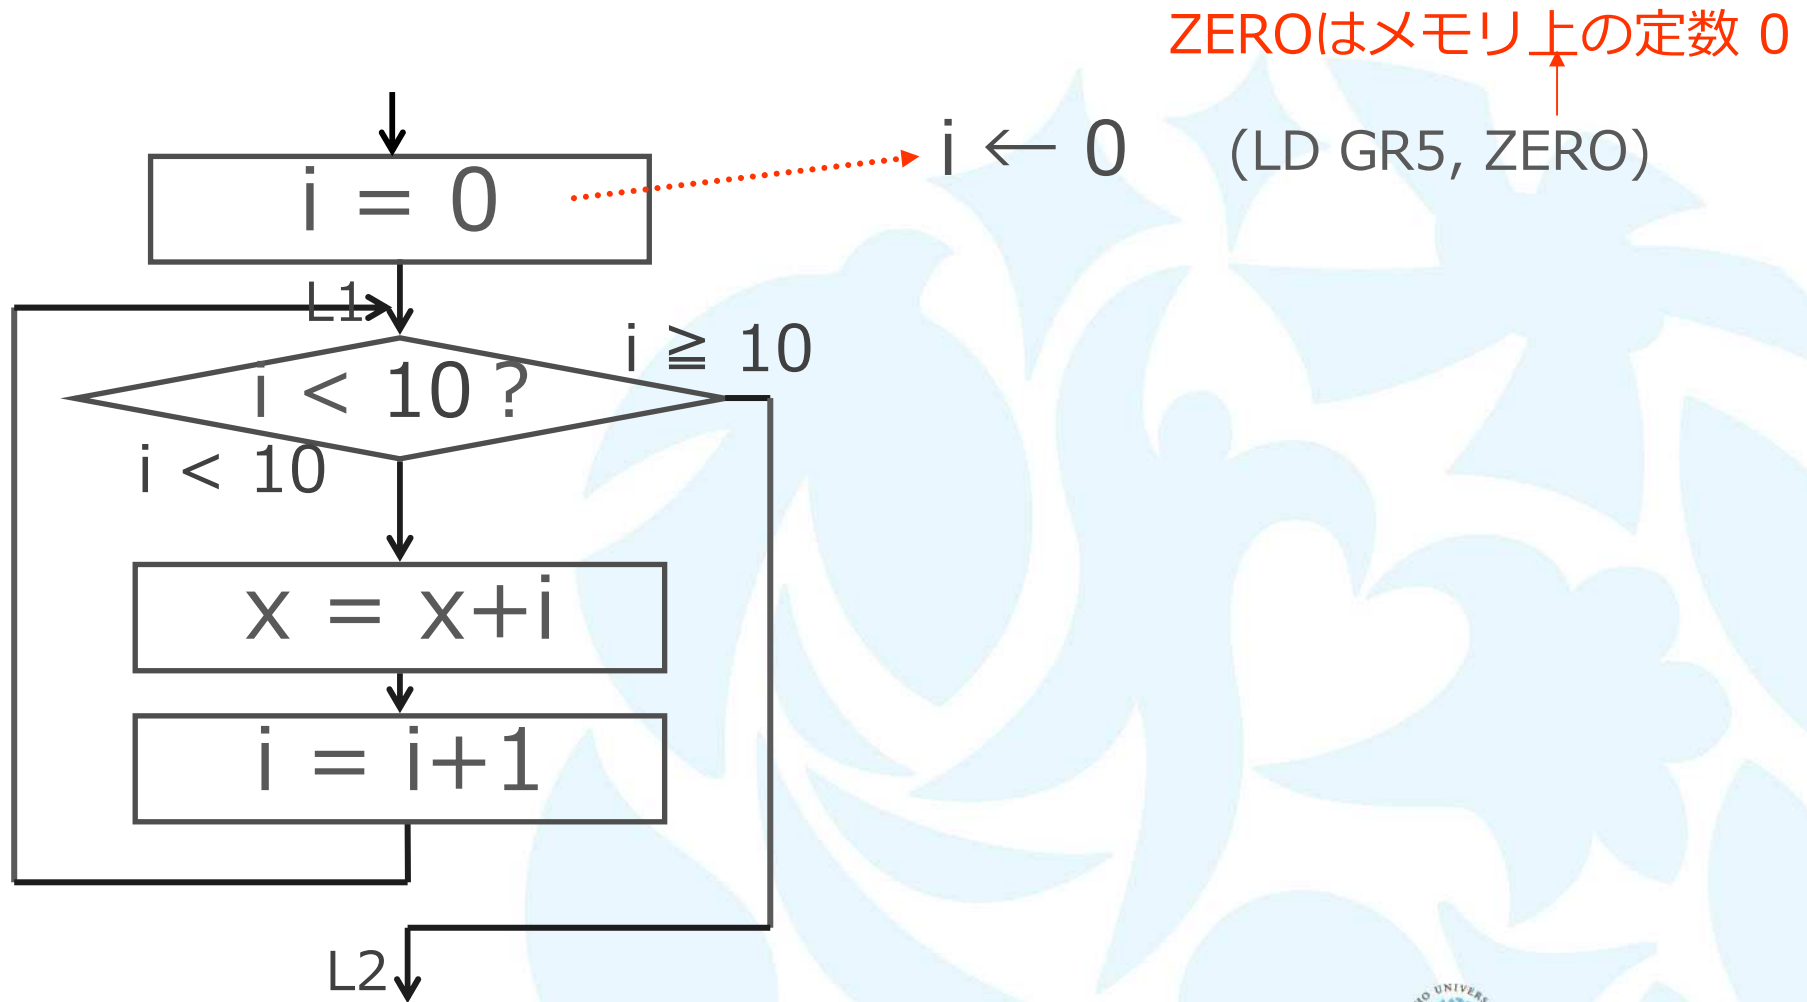 ZEROはメモリ上の定数 0
i ← 0 (LD GR5, ZERO)
i = 0
L1
i ≧ 10
i < 10 ?
i < 10
x = x+i
i = i+1
L2